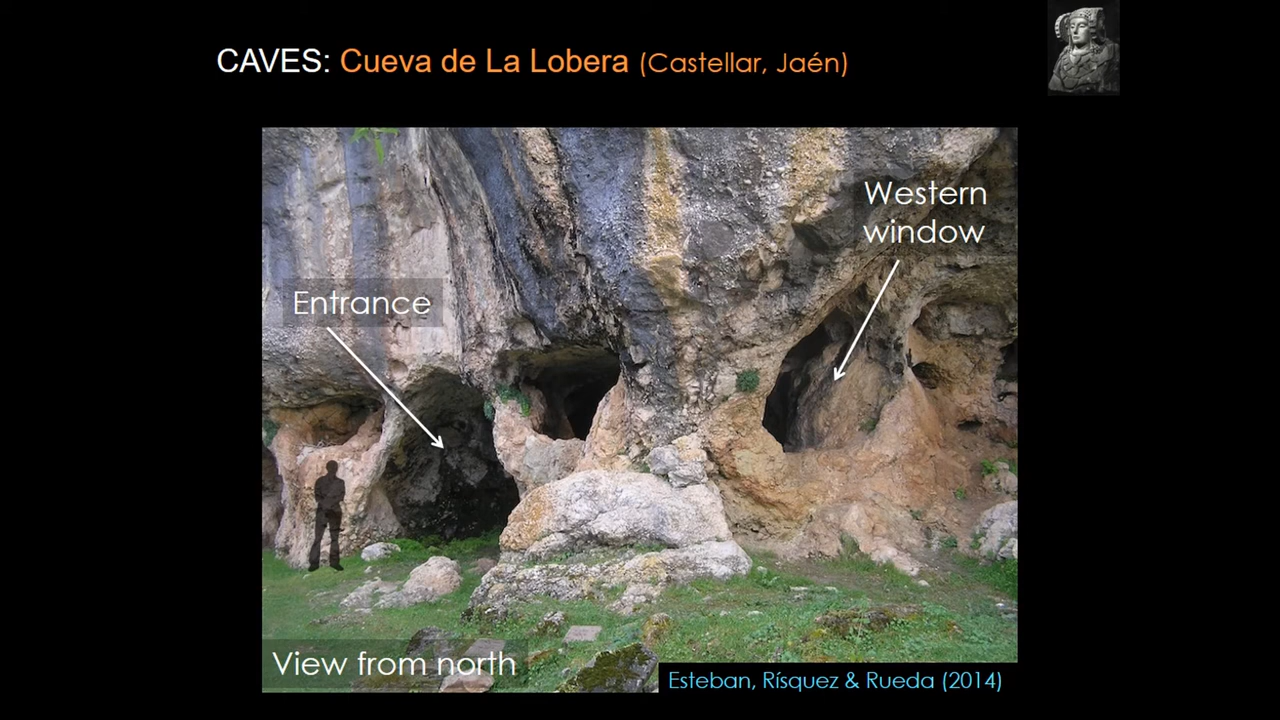 CAVES: Cueva de La Lobera (Castellar, Jaén)
Western
window
Entrance
View from north
Esteban, Rísquez & Rueda (2014)